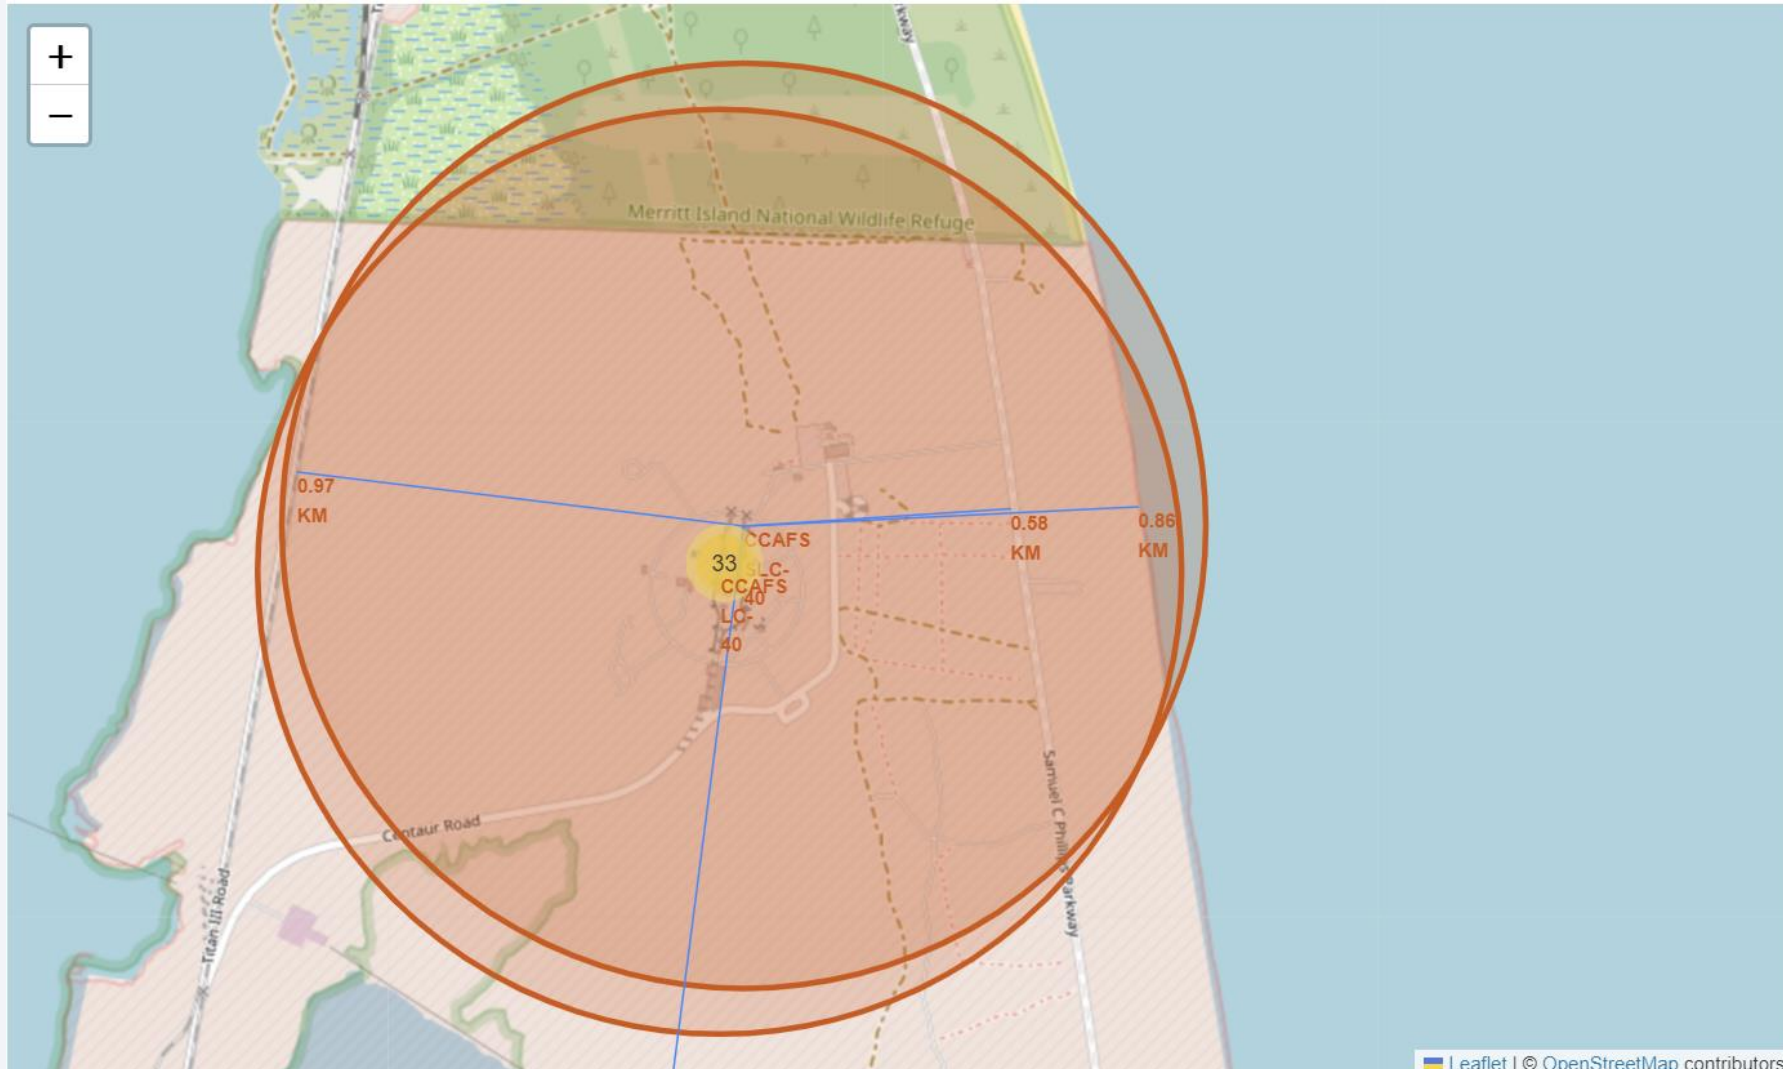 +
−
kway
Merritt Island National Wildlife Refuge
0.97
KM
0.58
KM
0.86
KM
CCAFS
SLC-
40
33
CCAFS
LC-
40
Centaur Road
Titan III Road
Samuel C Phillips Parkway
Leaflet | © OpenStreetMap contributors